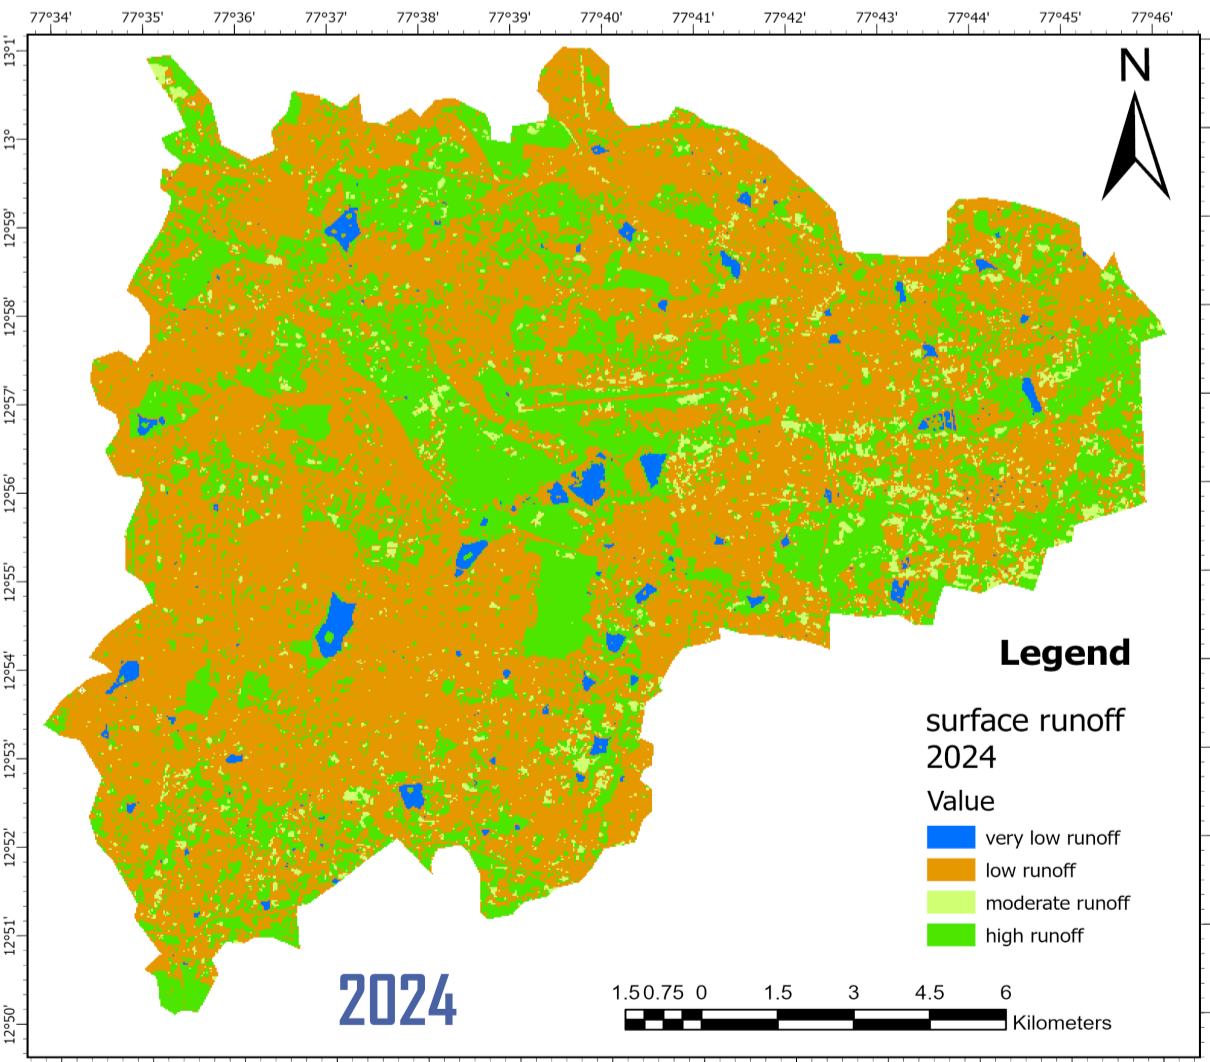 77°34' 77°35' 77°36' 77°37' 77°38' 77°39' 77°40' 77°41' 77°42' 77°43' 77°44' 77°45' 77°46'
13°1'
N
13°
12°59'
12°58'
12°57'
12°56'
12°55'
12°54'
12°53'
12°52'
12°51'
12°50'
Legend
surface runoff
2024
Value
very low runoff
low runoff
moderate runoff
high runoff
2024
1.5 0.75 0 1.5 3 4.5 6
Kilometers